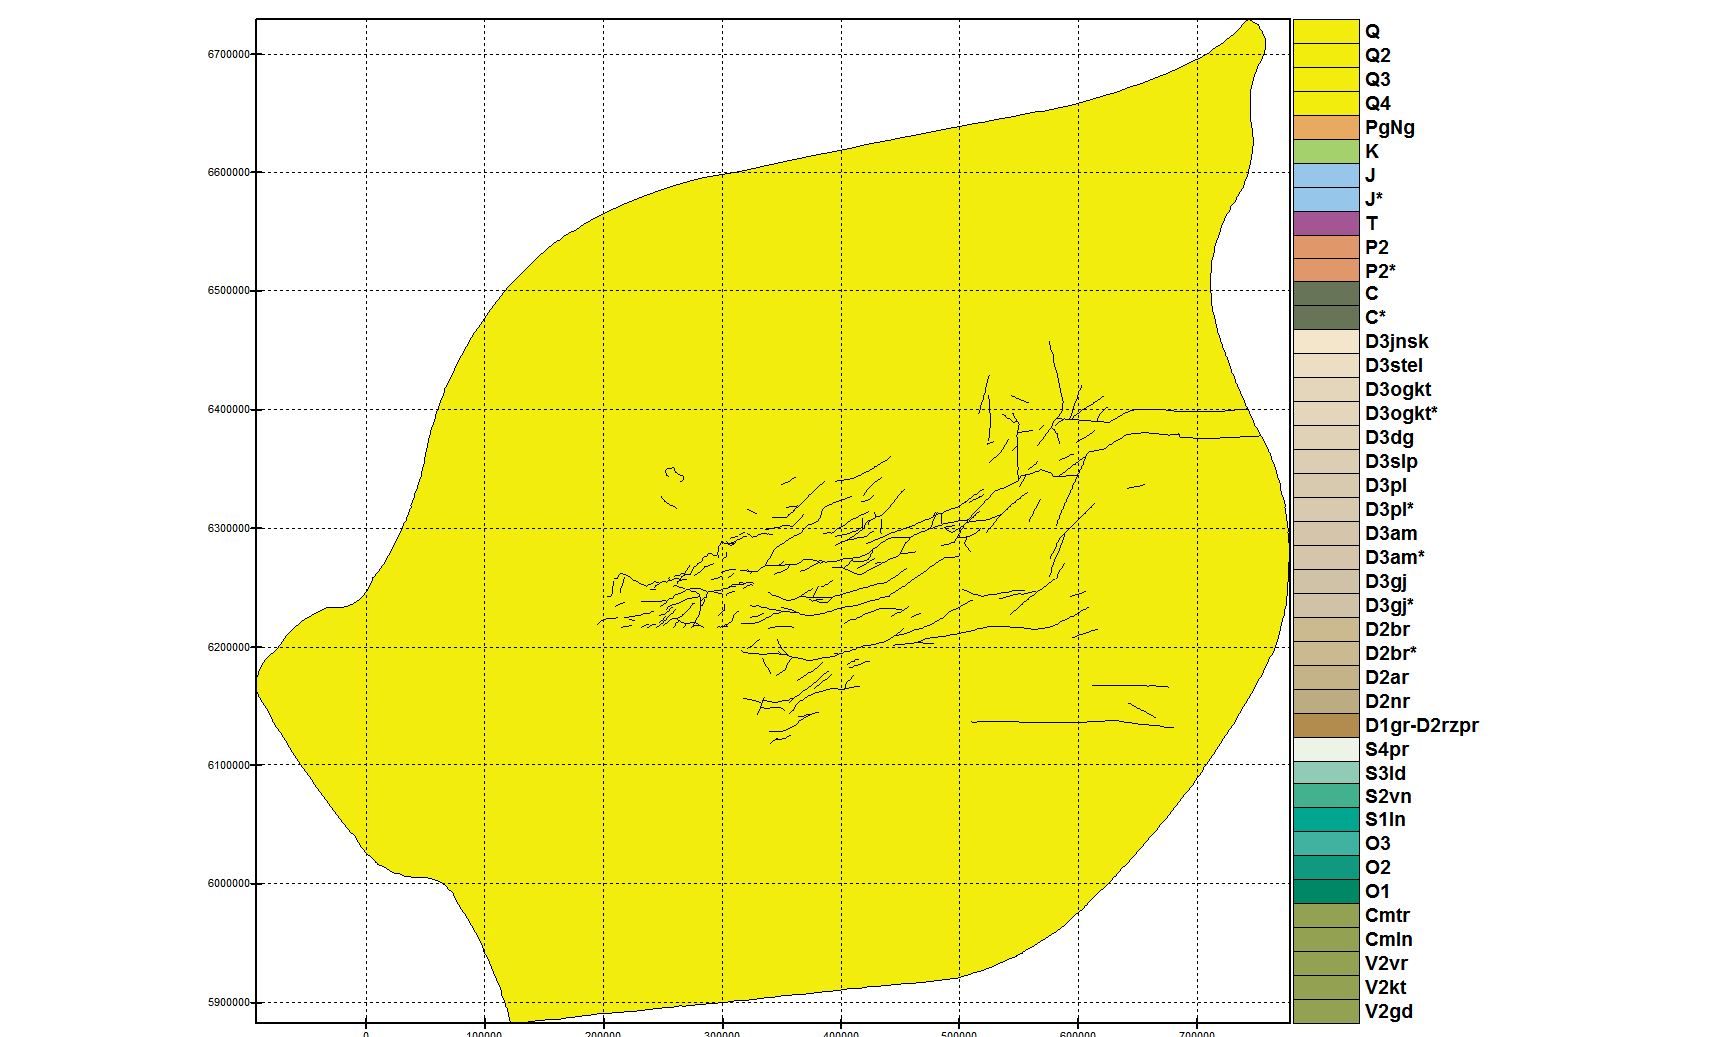 6700000
6600000
6500000
6400000
6300000
6200000
6100000
6000000
5900000
0
100000
200000
300000
400000
500000
600000
700000
Q
Q2
Q3
Q4
PgNg
K
J
J*
T
P2
P2*
C
C*
D3jnsk
D3stel
D3ogkt
D3ogkt*
D3dg
D3slp
D3pl
D3pl*
D3am
D3am*
D3gj
D3gj*
D2br
D2br*
D2ar
D2nr
D1gr-D2rzpr
S4pr
S3ld
S2vn
S1ln
O3
O2
O1
Cmtr
Cmln
V2vr
V2kt
V2gd